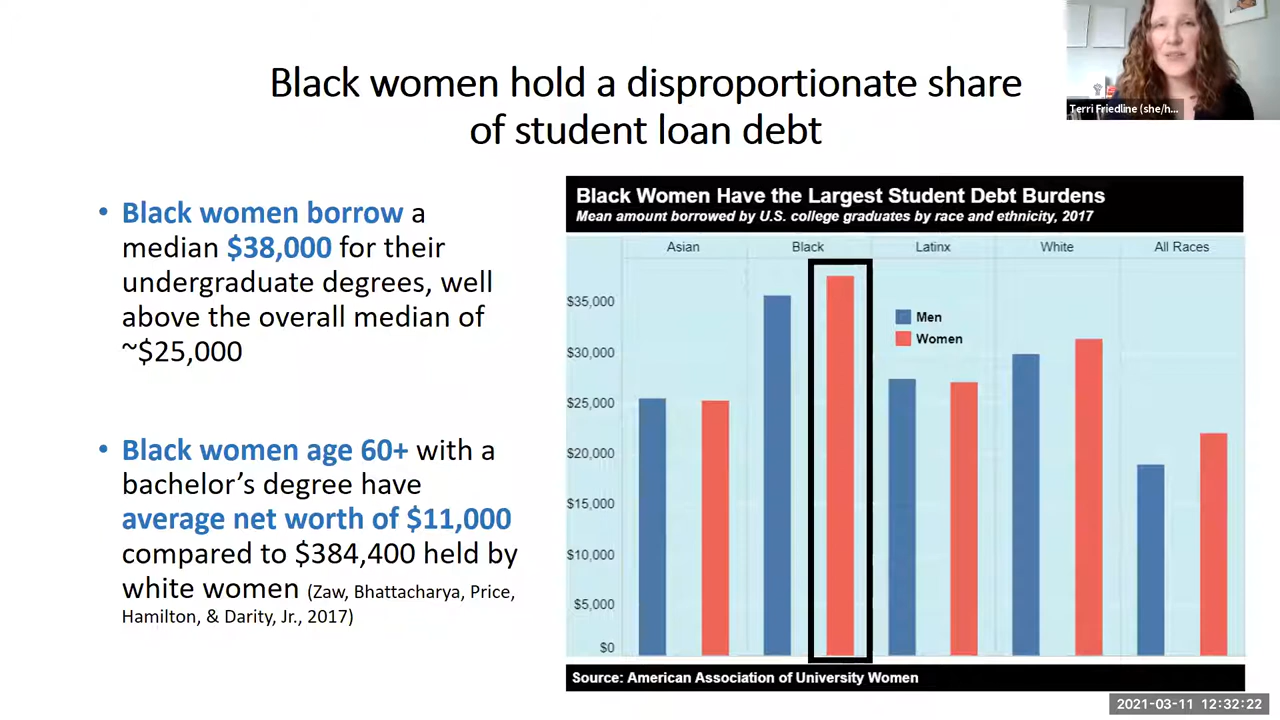 Black women hold a disproportionate share
of student loan debt
Terri Friedline (she/h...
• Black women borrow a
median $38,000 for their
undergraduate degrees, well
above the overall median of
~$25,000
• Black women age 60+ with a
bachelor's degree have
average net worth of $11,000
compared to $384,400 held by
white women (Zaw, Bhattacharya, Price,
Hamilton, & Darity, Jr., 2017)
Black Women Have the Largest Student Debt Burdens
Mean amount borrowed by U.S. college graduates by race and ethnicity, 2017
Asian Black Latinx White All Races
$35,000
Men
Women
$30,000
$25,000
$20,000
$15,000
$10,000
$5,000
$0
Source: American Association of University Women
2021-03-11 12:32:22